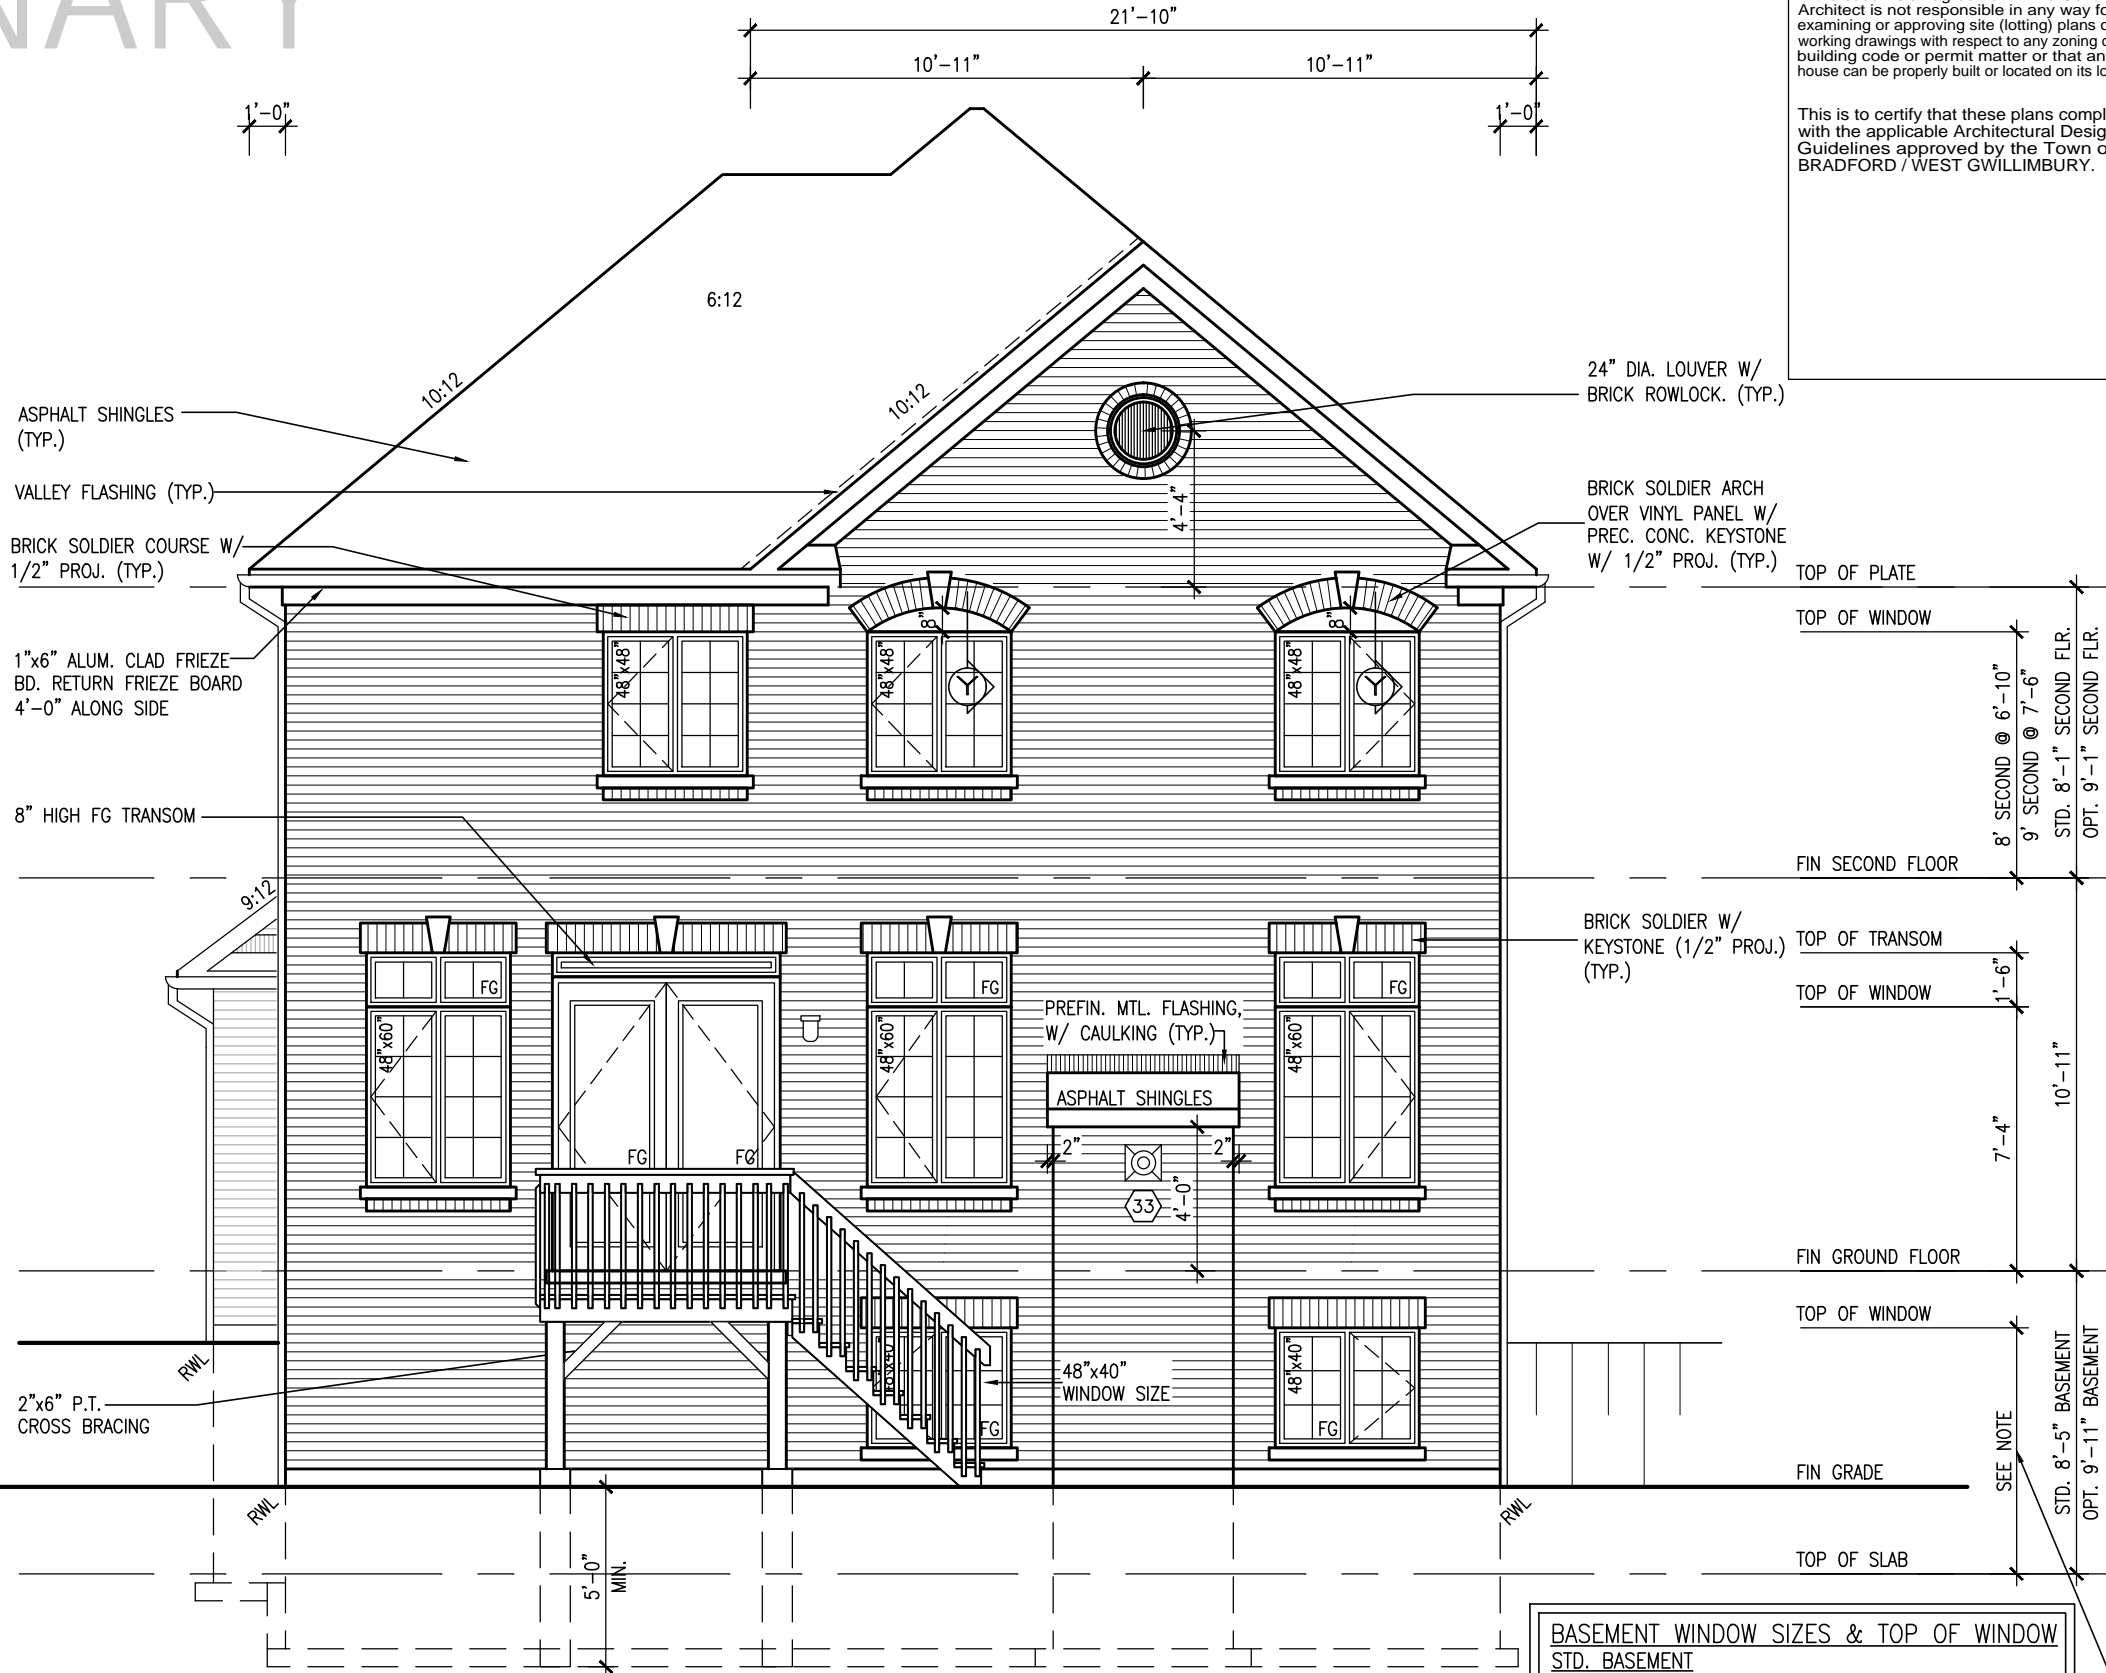 21'-10"
10'-11"
10'-11"
1'-0"
1'-0"
Architect is not responsible in any way
examining or approving site (lotting) plans
working drawings with respect to any zoning
building code or permit matter or that
house can be properly built or located on its
This is to certify that these plans
with the applicable Architectural
Guidelines approved by the Town
BRADFORD / WEST GWILLIMBURY.
6:12
10:12
10:12
ASPHALT SHINGLES
(TYP.)
VALLEY FLASHING (TYP.)
BRICK SOLDIER COURSE W/
1/2" PROJ. (TYP.)
1"x6" ALUM. CLAD FRIEZE
BD. RETURN FRIEZE BOARD
4'-0" ALONG SIDE
8" HIGH FG TRANSOM
9:12
2"x6" P.T.
CROSS BRACING
24" DIA. LOUVER W/
BRICK ROWLOCK. (TYP.)
4'-4"
BRICK SOLDIER ARCH
OVER VINYL PANEL W/
PREC. CONC. KEYSTONE
W/ 1/2" PROJ. (TYP.)
8"
8"
48"x48"
48"x48"
48"x48"
Y
Y
BRICK SOLDIER W/
KEYSTONE (1/2" PROJ.)
(TYP.)
FG
FG
FG
48"x60"
48"x60"
48"x60"
FG
FG
PREFIN. MTL. FLASHING,
W/ CAULKING (TYP.)
ASPHALT SHINGLES
2"
2"
33
4'-0"
48"x40"
WINDOW SIZE
48"x40"
48"x40"
FG
FG
RWL
RWL
RWL
5'-0"
MIN.
TOP OF PLATE
TOP OF WINDOW
FIN SECOND FLOOR
TOP OF TRANSOM
TOP OF WINDOW
FIN GROUND FLOOR
TOP OF WINDOW
FIN GRADE
TOP OF SLAB
8' SECOND @ 6'-10"
9' SECOND @ 7'-6"
STD. 8'-1" SECOND FLR.
OPT. 9'-1" SECOND FLR.
1'-6"
7'-4"
10'-11"
SEE NOTE
STD. 8'-5" BASEMENT
OPT. 9'-11" BASEMENT
BASEMENT WINDOW SIZES & TOP OF WINDOW
STD. BASEMENT